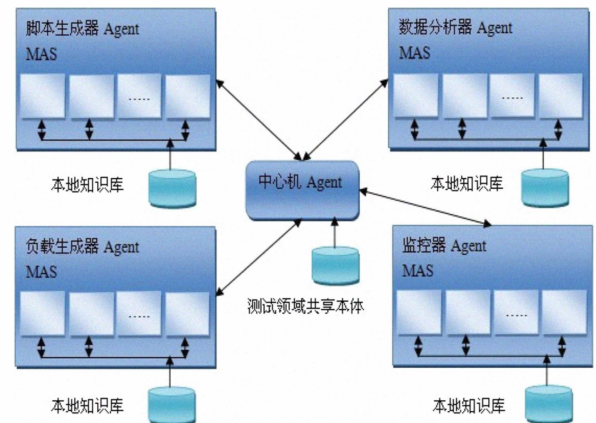 脚本生成器 Agent
MAS
.....
本地知识库
数据分析器 Agent
MAS
.....
本地知识库
中心机 Agent
测试领域共享本体
负载生成器 Agent
MAS
.....
本地知识库
监控器 Agent
MAS
.....
本地知识库